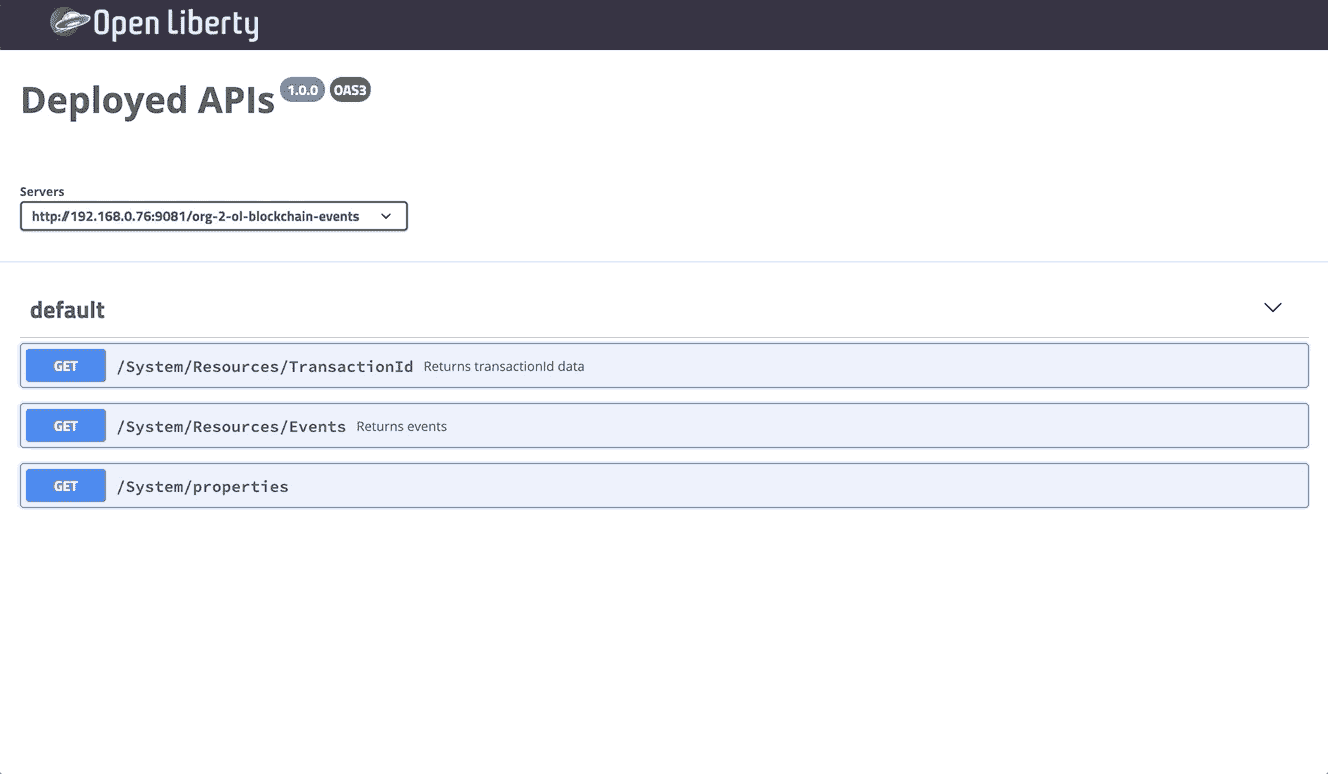 Open Liberty
Deployed APIs 1.0.0 OAS3
Servers
http://192.168.0.76:9081/org-2-ol-blockchain-events
default
GET /System/Resources/TransactionId Returns transactionId data
GET /System/Resources/Events Returns events
GET /System/properties